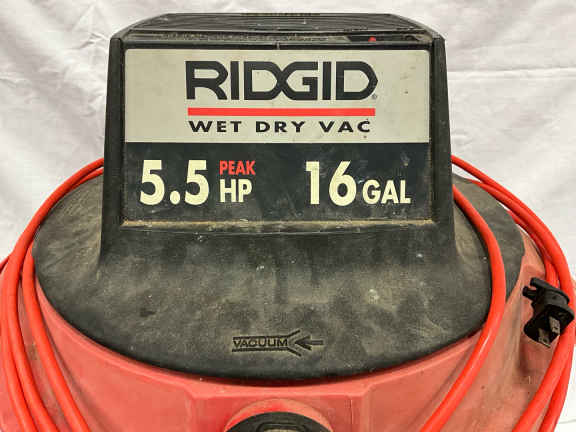 RIDGID
WET DRY VAC
5.5 PEAK HP 16 GAL
VACUUM